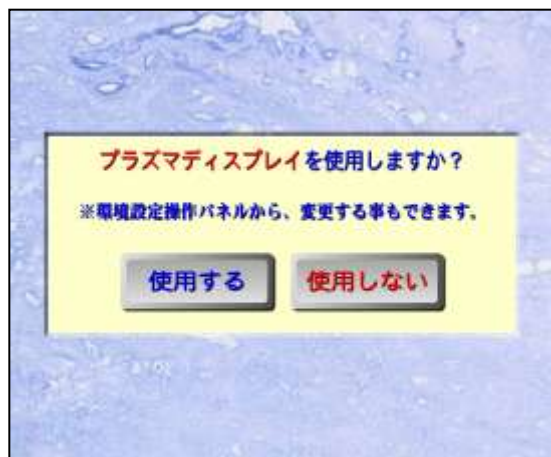 プラズマディスプレイを使用しますか？
※環境設定操作パネルから、変更する事もできます。
使用する 使用しない